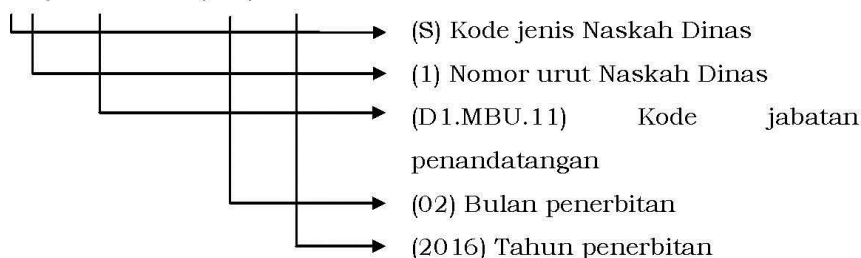 (S) Kode jenis Naskah Dinas
(1) Nomor urut Naskah Dinas
(D1.MBU.11) Kode jabatan
penandatangan
(02) Bulan penerbitan
(2016) Tahun penerbitan